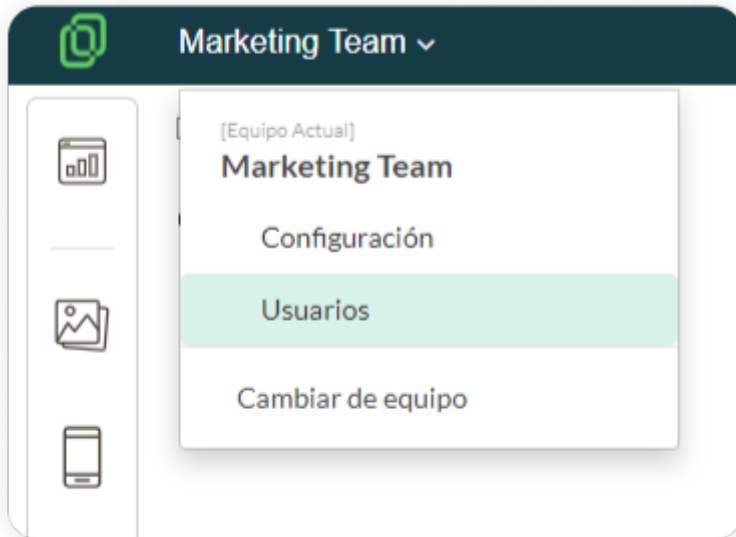 Marketing Team
[Equipo Actual]
Marketing Team
Configuración
Usuarios
Cambiar de equipo